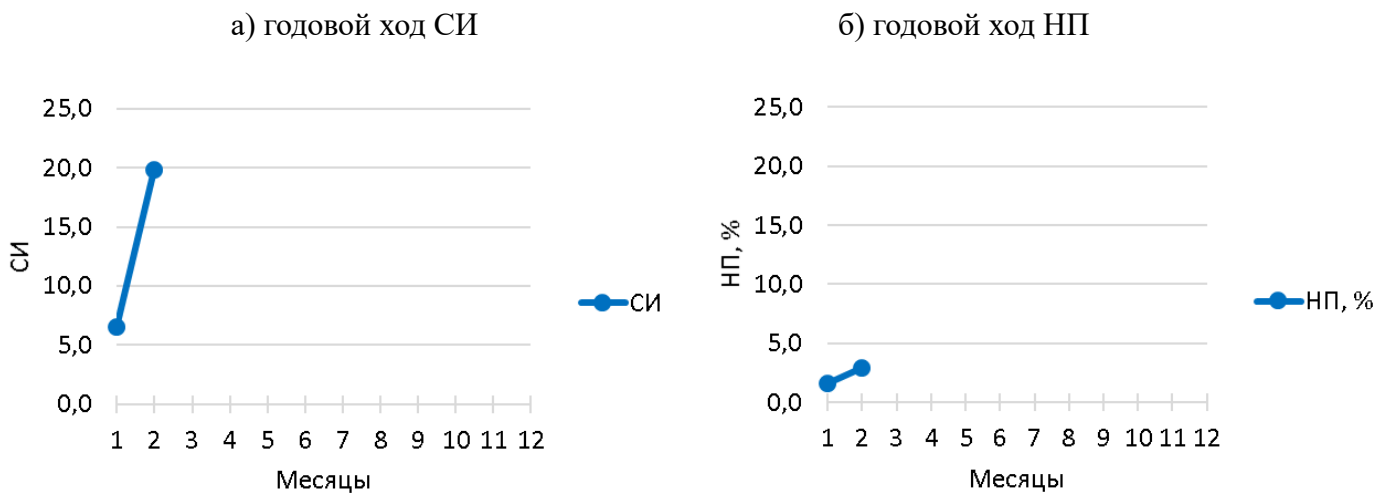 а) годовой ход СИ
25,0
20,0
15,0
10,0
5,0
0,0
СИ
1 2 3 4 5 6 7 8 9 10 11 12
Месяцы
СИ
б) годовой ход НП
25,0
20,0
15,0
10,0
5,0
0,0
НП, %
1 2 3 4 5 6 7 8 9 10 11 12
Месяцы
НП, %